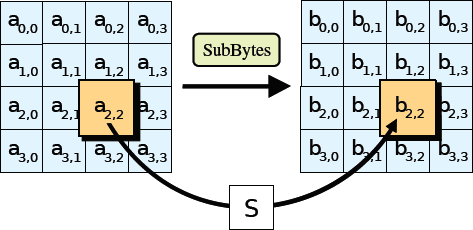 a0,0 a0,1 a0,2 a0,3
a1,0 a1,1 a1,2 a1,3
a2,0 a2,1 a2,2 a2,3
a3,0 a3,1 a3,2 a3,3
SubBytes
b0,0 b0,1 b0,2 b0,3
b1,0 b1,1 b1,2 b1,3
b2,0 b2,1 b2,2 b2,3
b3,0 b3,1 b3,2 b3,3
S